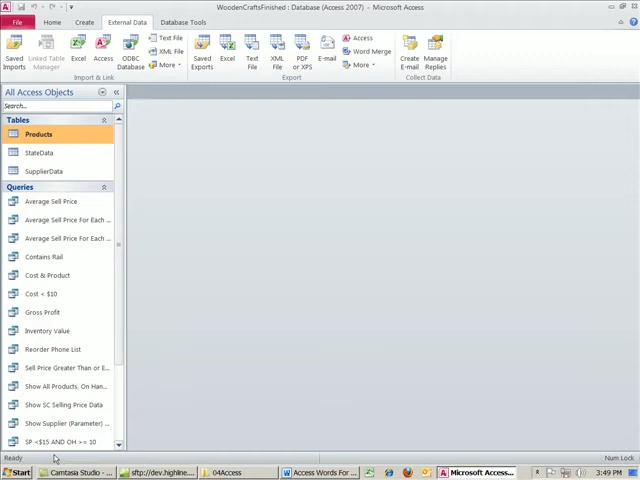 WoodenCraftsFinished : Database (Access 2007) - Microsoft Access
File Home Create External Data Database Tools
Saved Imports
Linked Table Manager
Excel
Access
ODBC Database
Text File
XML File
More
Import & Link
Saved Exports
Excel
Text File
XML File
PDF or XPS
E-mail
Access
Word Merge
More
Export
Create E-mail
Manage Replies
Collect Data
All Access Objects
Search...
Tables
Products
StateData
SupplierData
Queries
Average Sell Price
Average Sell Price For Each ...
Average Sell Price For Each ...
Contains Rail
Cost & Product
Cost < $10
Gross Profit
Inventory Value
Reorder Phone List
Sell Price Greater Than or E...
Show All Products, On Han...
Show SC Selling Price Data
Show Supplier (Parameter) ...
SP <$15 AND OH >= 10
Ready
Num Lock
Start Camtasia Studio - ... sftp://dev.highline... 04Access Access Words For ... Microsoft Access... 3:49 PM